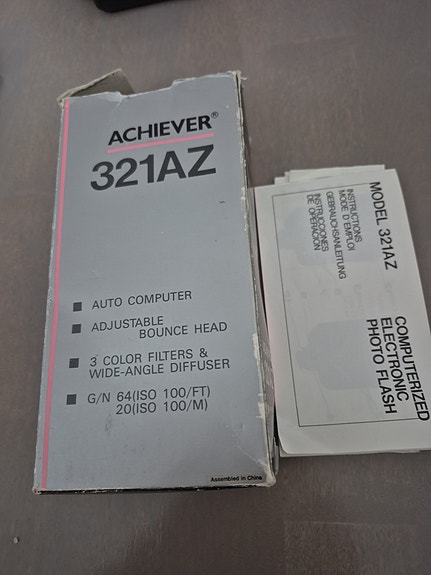 ACHIEVER®
321AZ
■ AUTO COMPUTER
■ ADJUSTABLE
BOUNCE HEAD
■ 3 COLOR FILTERS &
WIDE-ANGLE DIFFUSER
■ G/N 64(ISO 100/FT)
20(ISO 100/M)
Assembled in China
MODEL 321AZ
INSTRUCTIONS
MODE D'EMPLOI
GEBRAUCHSANLEITUNG
INSTRUCCIONES
DE OPERACION
COMPUTERIZED
ELECTRONIC
PHOTO FLASH